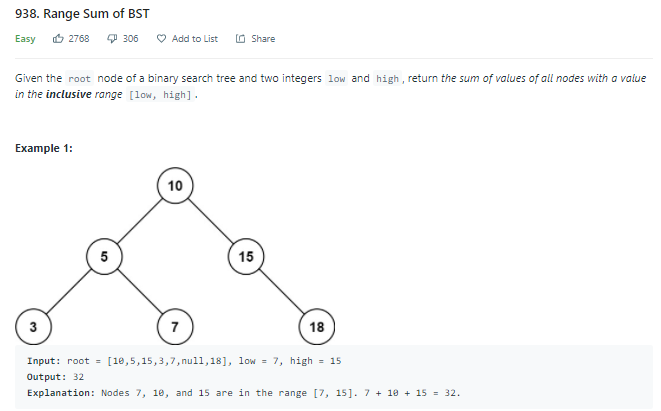 938. Range Sum of BST
Easy 2768 306 Add to List Share
Given the root node of a binary search tree and two integers low and high, return the sum of values of all nodes with a value
in the inclusive range [low, high].
Example 1:
10
5 15
3 7 18
Input: root = [10,5,15,3,7,null,18], low = 7, high = 15
Output: 32
Explanation: Nodes 7, 10, and 15 are in the range [7, 15]. 7 + 10 + 15 = 32.